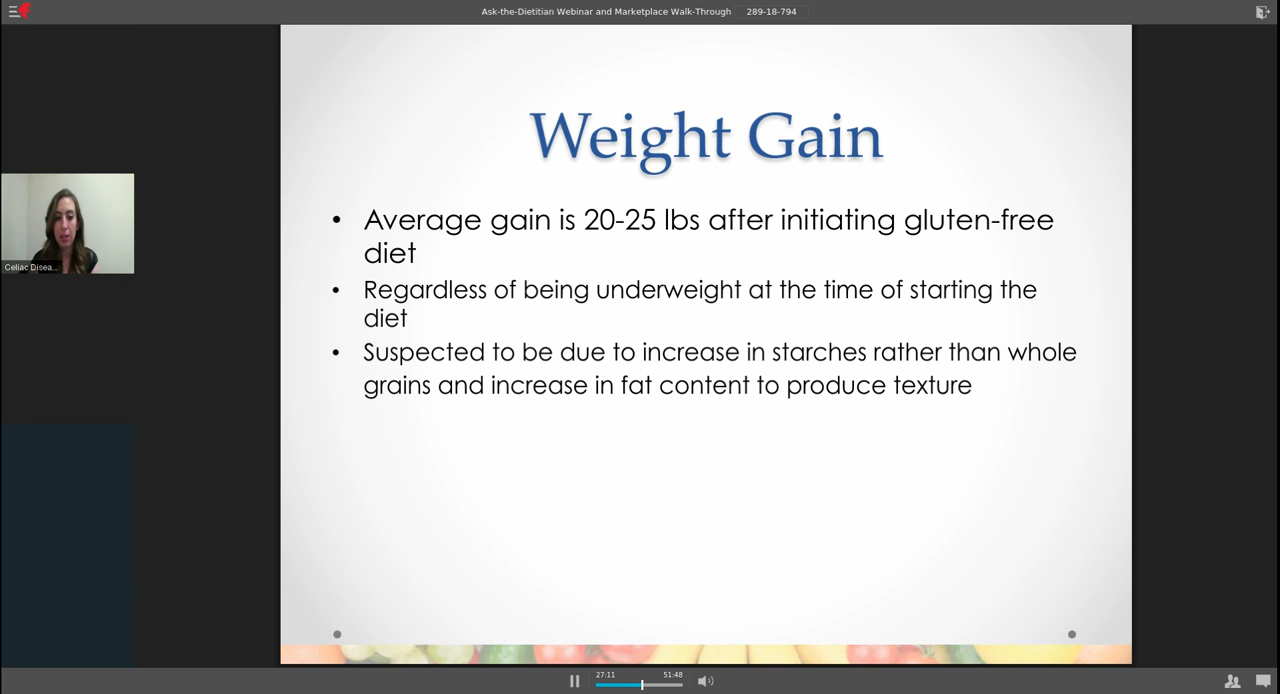 Ask-the-Dietitian Webinar and Marketplace Walk-Through 289-18-794
Weight Gain
• Average gain is 20-25 lbs after initiating gluten-free
diet
• Regardless of being underweight at the time of starting the
diet
• Suspected to be due to increase in starches rather than whole
grains and increase in fat content to produce texture
Celiac Disea...
27:11 51:48